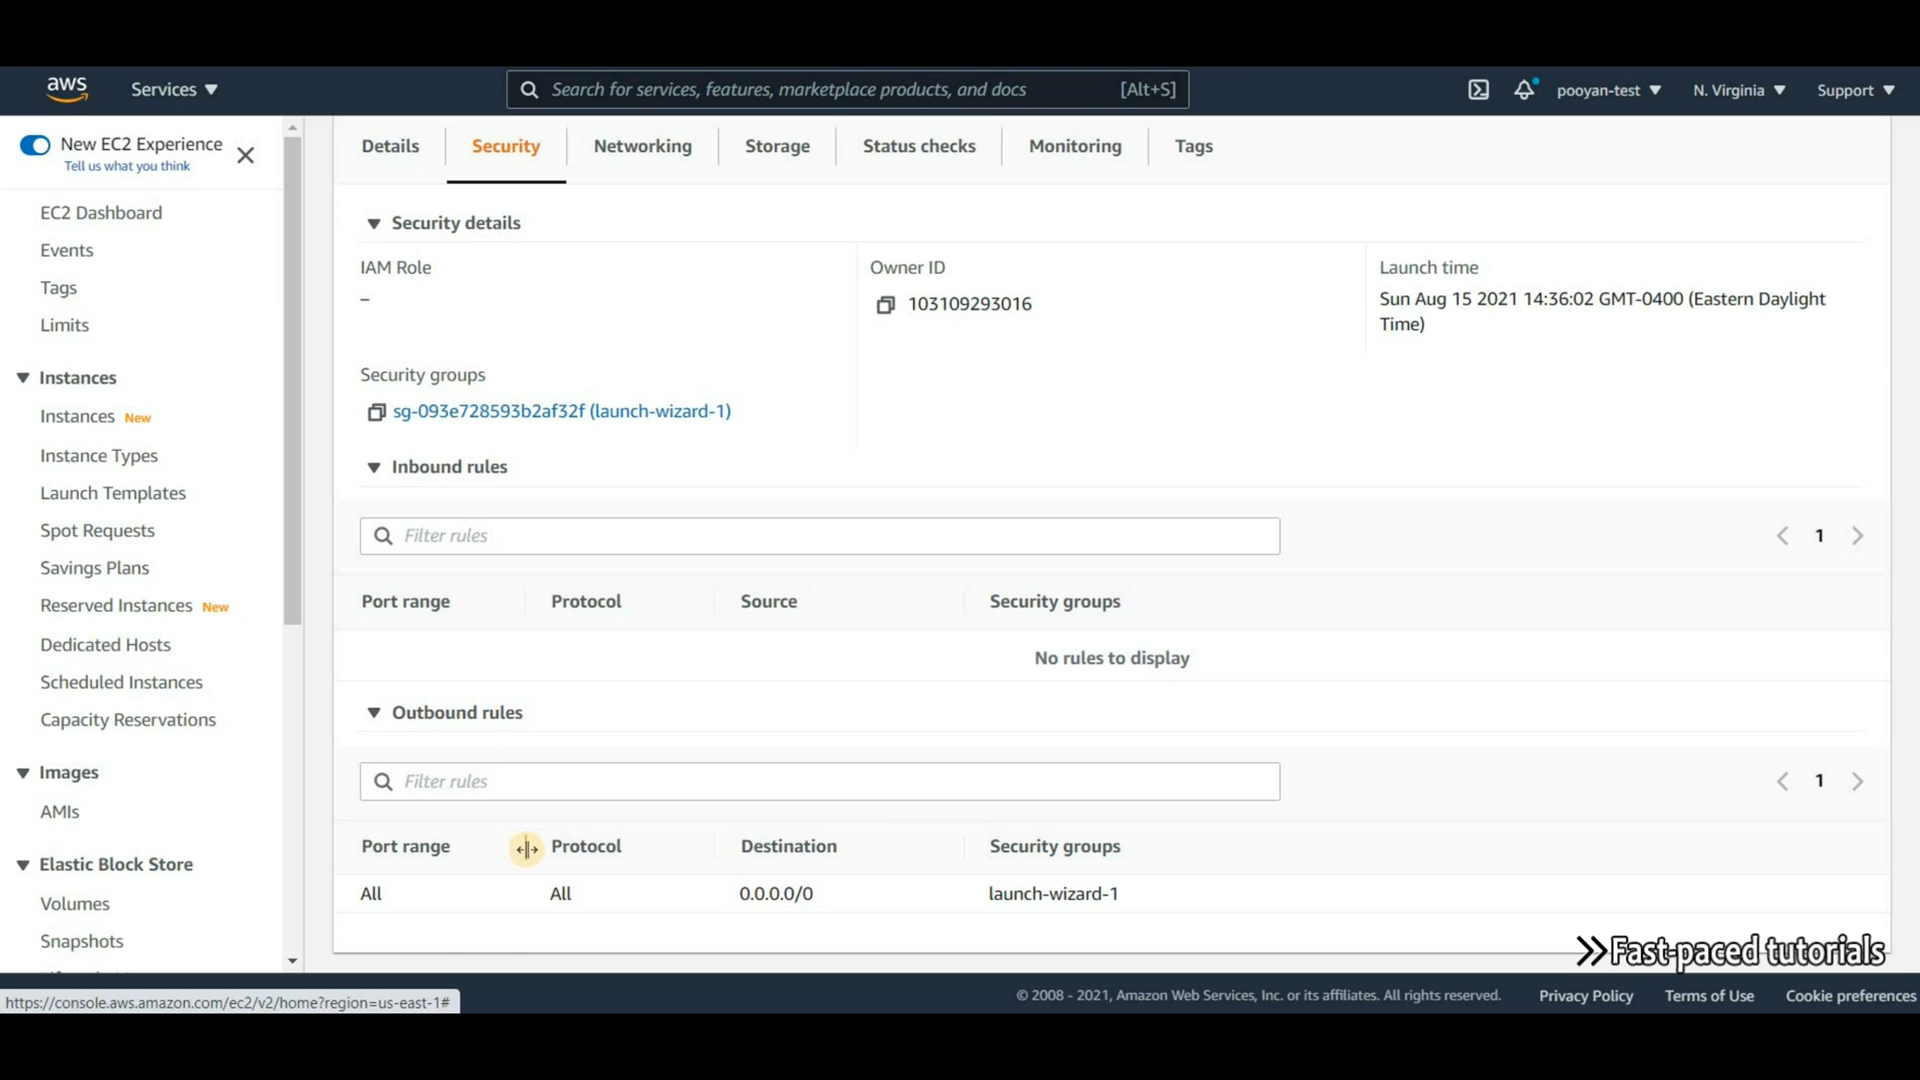 aws
Services
Search for services, features, marketplace products, and docs
[Alt+S]
pooyan-test
N. Virginia
Support
New EC2 Experience
Tell us what you think
EC2 Dashboard
Events
Tags
Limits
Instances
Instances New
Instance Types
Launch Templates
Spot Requests
Savings Plans
Reserved Instances New
Dedicated Hosts
Scheduled Instances
Capacity Reservations
Images
AMIs
Elastic Block Store
Volumes
Snapshots
Details
Security
Networking
Storage
Status checks
Monitoring
Tags
Security details
IAM Role
–
Owner ID
103109293016
Launch time
Sun Aug 15 2021 14:36:02 GMT-0400 (Eastern Daylight
Time)
Security groups
sg-093e728593b2af32f (launch-wizard-1)
Inbound rules
Filter rules
1
Port range
Protocol
Source
Security groups
No rules to display
Outbound rules
Filter rules
1
Port range
Protocol
Destination
Security groups
All
All
0.0.0.0/0
launch-wizard-1
Fast-paced tutorials
https://console.aws.amazon.com/ec2/v2/home?region=us-east-1#
© 2008 - 2021, Amazon Web Services, Inc. or its affiliates. All rights reserved.
Privacy Policy
Terms of Use
Cookie preferences